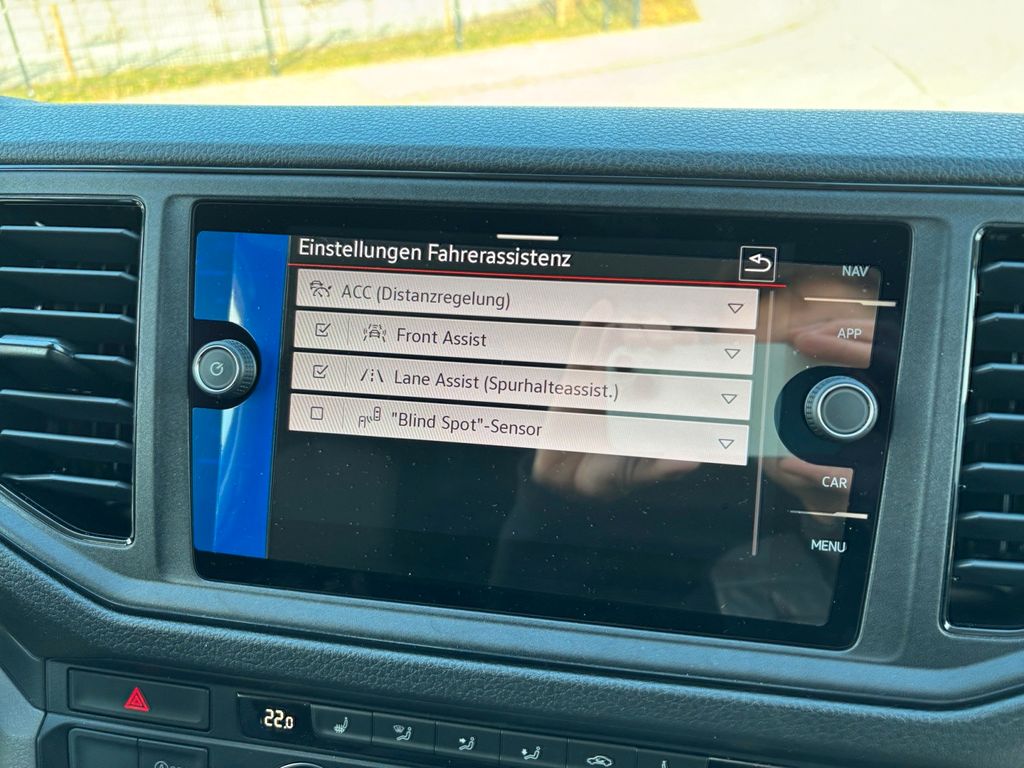 Einstellungen Fahrerassistenz
NAV
ACC (Distanzregelung)
APP
Front Assist
Lane Assist (Spurhalteassist.)
"Blind Spot"-Sensor
CAR
MENU
22.0